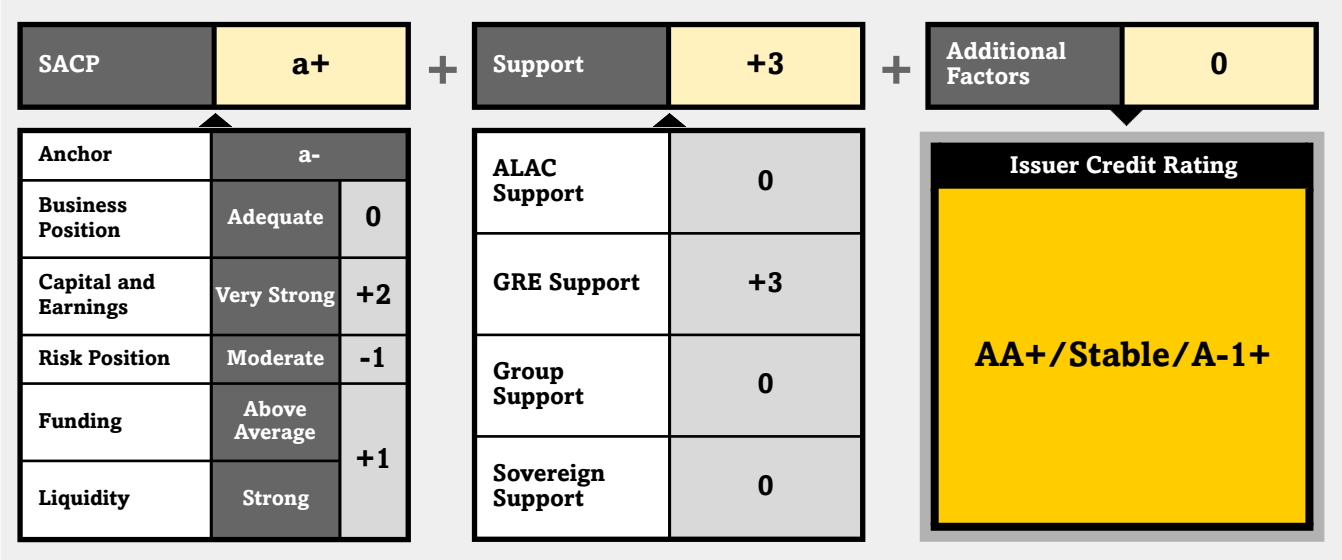 SACP
a+
+
Support
+3
+
Additional
Factors
0
Anchor
a-
Business
Position
Adequate
0
Capital and
Earnings
Very Strong
+2
Risk Position
Moderate
-1
Funding
Above
Average
+1
Liquidity
Strong
ALAC
Support
0
GRE Support
+3
Group
Support
0
Sovereign
Support
0
Issuer Credit Rating
AA+/Stable/A-1+